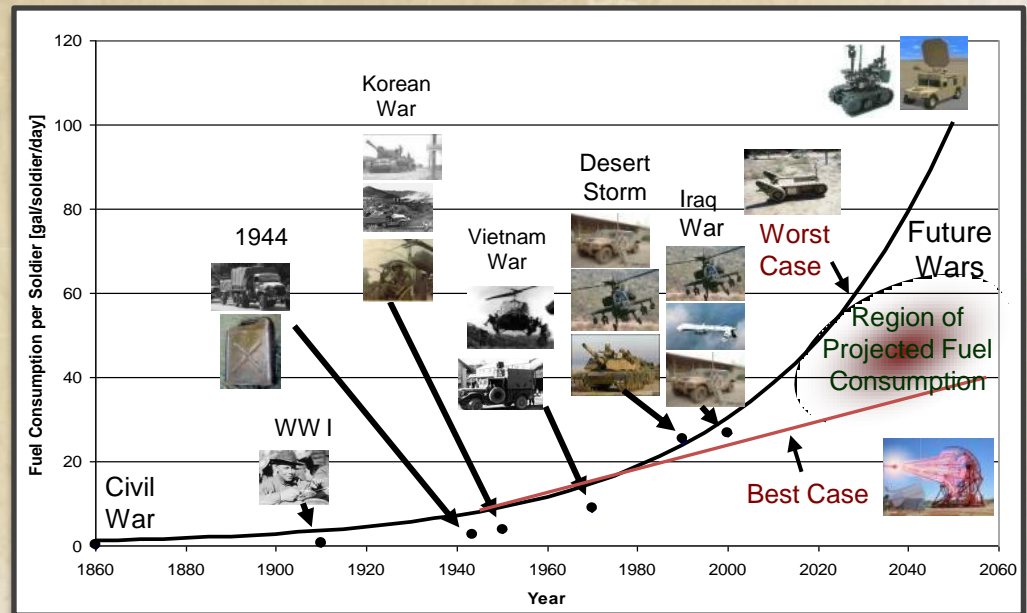 120
100
80
60
40
20
0
Fuel Consumption per Soldier [gal/soldier/day]
Civil
War
WW I
1944
Korean
War
Vietnam
War
Desert
Storm
Iraq
War
Worst
Case
Future
Wars
Region of
Projected Fuel
Consumption
Best Case
1860
1880
1900
1920
1940
1960
1980
2000
2020
2040
2060
Year